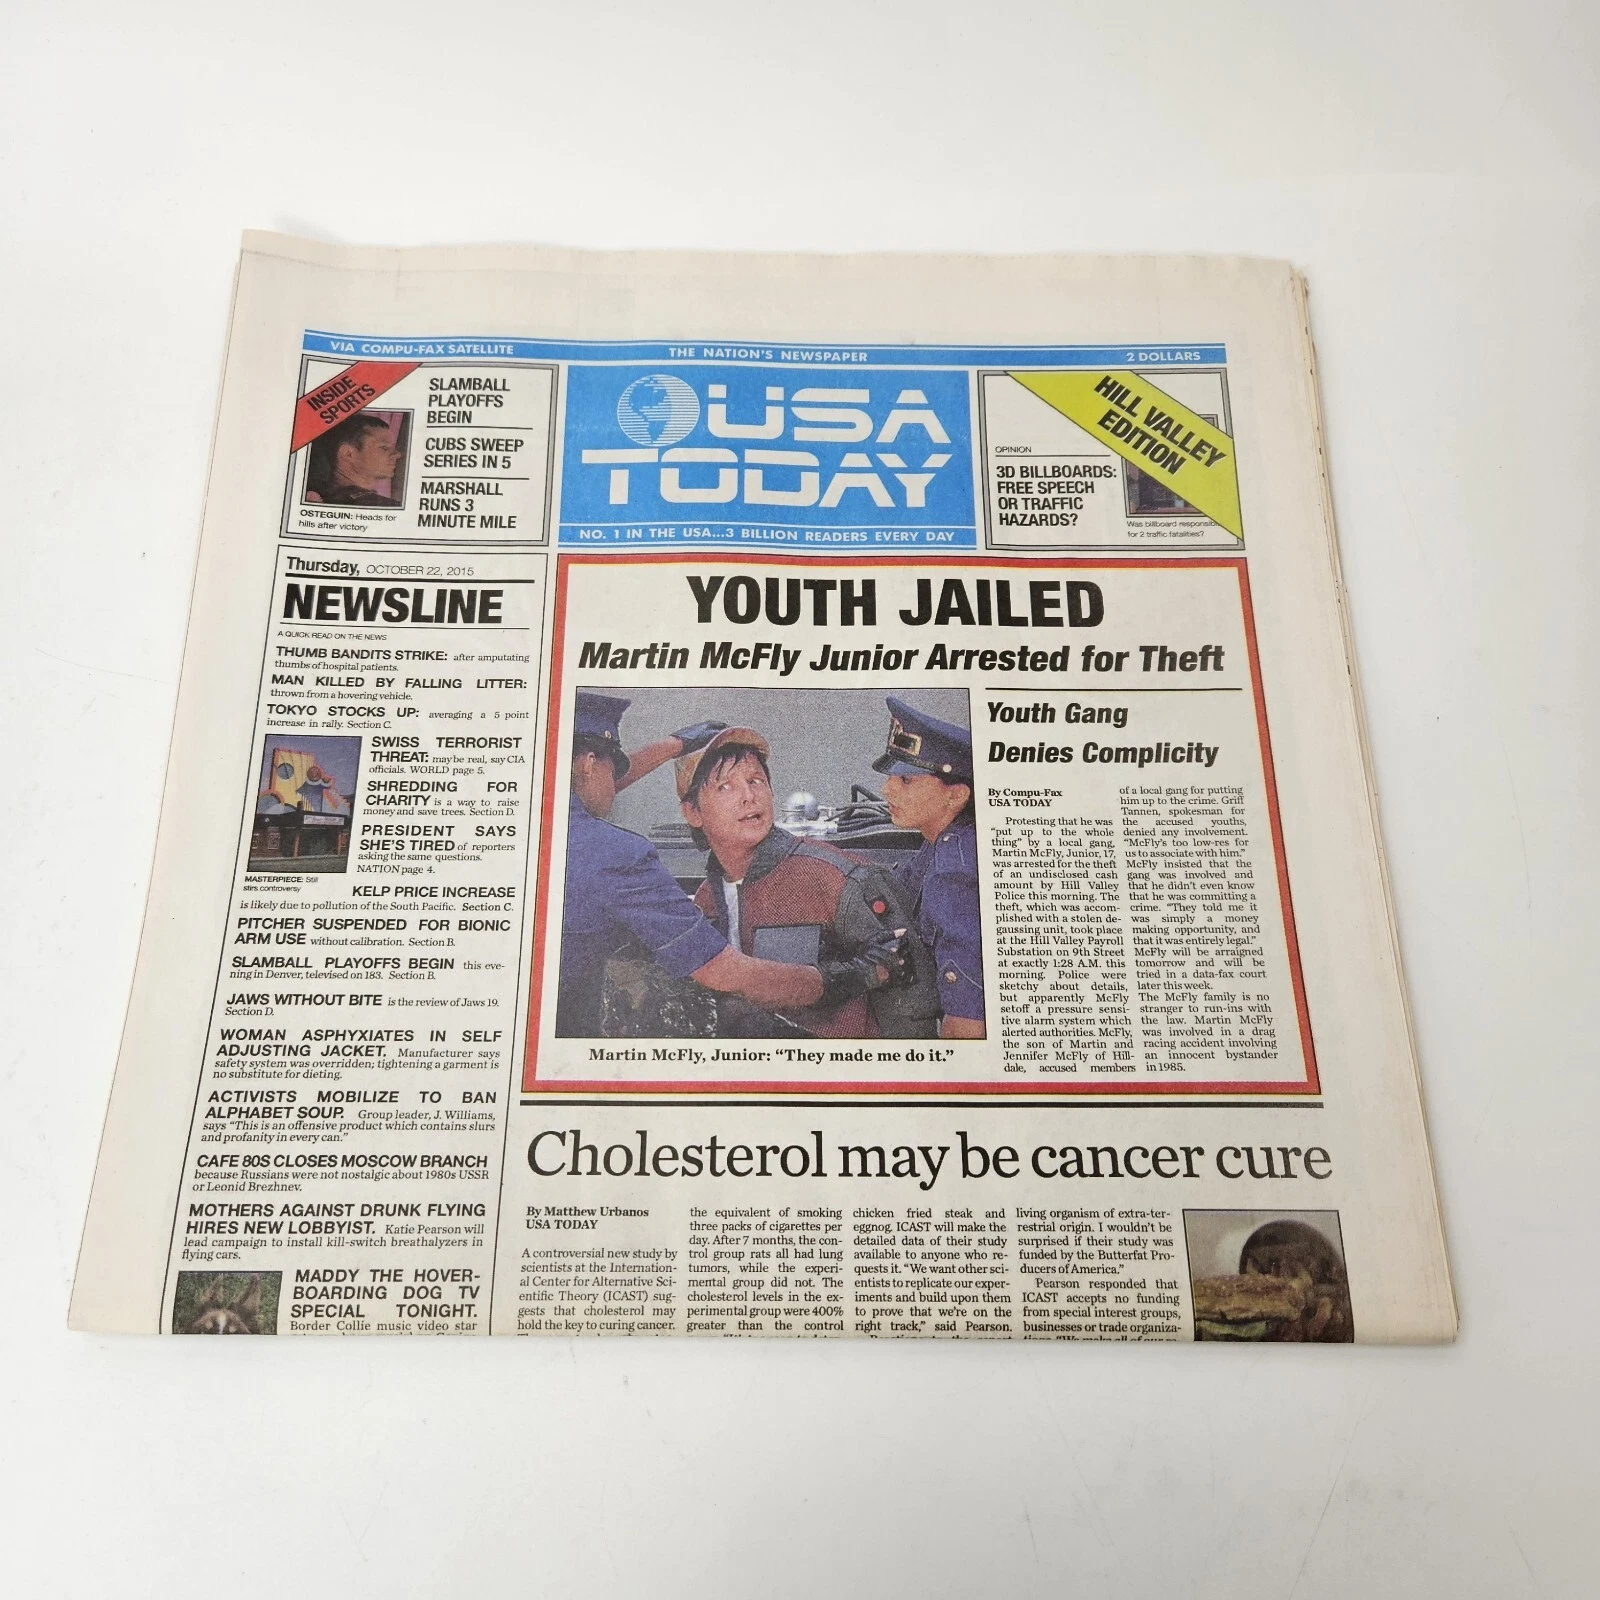 VIA COMPU-FAX SATELLITE
THE NATION'S NEWSPAPER
2 DOLLARS
INSIDE
SPORTS
SLAMBALL
PLAYOFFS
BEGIN
CUBS SWEEP
SERIES IN 5
MARSHALL
RUNS 3
MINUTE MILE
OSTEGUIN: Heads for
hills after victory
USA
TODAY
NO. 1 IN THE USA...3 BILLION READERS EVERY DAY
HILL VALLEY
EDITION
OPINION
3D BILLBOARDS:
FREE SPEECH
OR TRAFFIC
HAZARDS?
Was billboard responsib
for 2 traffic fatalities?
Thursday, OCTOBER 22, 2015
NEWSLINE
A QUICK READ ON THE NEWS
THUMB BANDITS STRIKE: after amputating
thumbs of hospital patients.
MAN KILLED BY FALLING LITTER:
thrown from a hovering vehicle.
TOKYO STOCKS UP: averaging a 5 point
increase in rally. Section C.
SWISS TERRORIST
THREAT: may be real, say CIA
officials. WORLD page 5.
SHREDDING FOR
CHARITY is a way to raise
money and save trees. Section D.
PRESIDENT SAYS
SHE'S TIRED of reporters
asking the same questions.
NATION page 4.
MASTERPIECE: Still
stirs controversy
KELP PRICE INCREASE
is likely due to pollution of the South Pacific. Section C.
PITCHER SUSPENDED FOR BIONIC
ARM USE without calibration. Section B.
SLAMBALL PLAYOFFS BEGIN this eve-
ning in Denver, televised on 183. Section B.
JAWS WITHOUT BITE is the review of Jaws 19.
Section D.
WOMAN ASPHYXIATES IN SELF
ADJUSTING JACKET. Manufacturer says
safety system was overridden; tightening a garment is
no substitute for dieting.
ACTIVISTS MOBILIZE TO BAN
ALPHABET SOUP. Group leader, J. Williams,
says "This is an offensive product which contains slurs
and profanity in every can."
CAFE 80S CLOSES MOSCOW BRANCH
because Russians were not nostalgic about 1980s USSR
or Leonid Brezhnev.
MOTHERS AGAINST DRUNK FLYING
HIRES NEW LOBBYIST. Katie Pearson will
lead campaign to install kill-switch breathalyzers in
flying cars.
MADDY THE HOVER-
BOARDING DOG TV
SPECIAL TONIGHT.
Border Collie music video star
YOUTH JAILED
Martin McFly Junior Arrested for Theft
Martin McFly, Junior: "They made me do it."
Youth Gang
Denies Complicity
By Compu-Fax
USA TODAY
Protesting that he was
"put up to the whole
thing" by a local gang,
Martin McFly, Junior, 17,
was arrested for the theft
of an undisclosed cash
amount by Hill Valley
Police this morning. The
theft, which was accom-
plished with a stolen de-
gaussing unit, took place
at the Hill Valley Payroll
Substation on 9th Street
at exactly 1:28 A.M. this
morning. Police were
sketchy about details,
but apparently McFly
setoff a pressure sensi-
tive alarm system which
alerted authorities. McFly,
the son of Martin and
Jennifer McFly of Hill-
dale, accused members
of a local gang for putting
him up to the crime. Griff
Tannen, spokesman for
the accused youths,
denied any involvement.
"McFly's too low-res for
us to associate with him."
McFly insisted that the
gang was involved and
that he didn't even know
that he was committing a
crime. "They told me it
was simply a money
making opportunity, and
that it was entirely legal."
McFly will be arraigned
tomorrow and will be
tried in a data-fax court
later this week.
The McFly family is no
stranger to run-ins with
the law. Martin McFly
was involved in a drag
racing accident involving
an innocent bystander
in 1985.
Cholesterol may be cancer cure
By Matthew Urbanos
USA TODAY
A controversial new study by
scientists at the Internation-
al Center for Alternative Sci-
entific Theory (ICAST) sug-
gests that cholesterol may
hold the key to curing cancer.
the equivalent of smoking
three packs of cigarettes per
day. After 7 months, the con-
trol group rats all had lung
tumors, while the experi-
mental group did not. The
cholesterol levels in the ex-
perimental group were 400%
greater than the control
chicken fried steak and
eggnog. ICAST will make the
detailed data of their study
available to anyone who re-
quests it. "We want other sci-
entists to replicate our exper-
iments and build upon them
to prove that we're on the
right track," said Pearson.
living organism of extra-ter-
restrial origin. I wouldn't be
surprised if their study was
funded by the Butterfat Pro-
ducers of America."
Pearson responded that
ICAST accepts no funding
from special interest groups,
businesses or trade organiza-